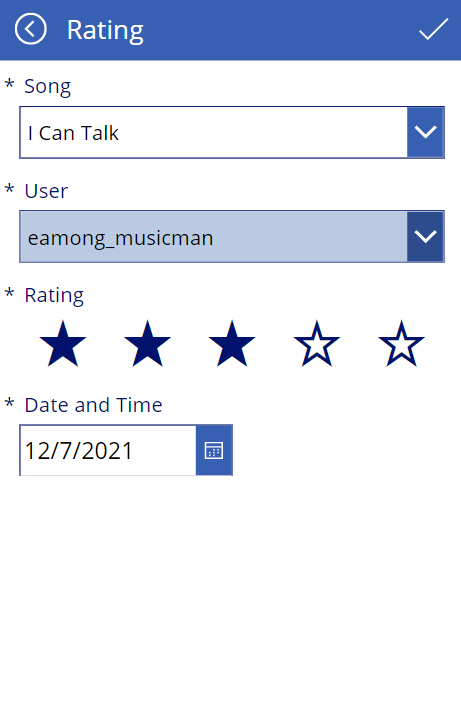 Rating
* Song
I Can Talk
* User
eamong_musicman
* Rating
* Date and Time
12/7/2021